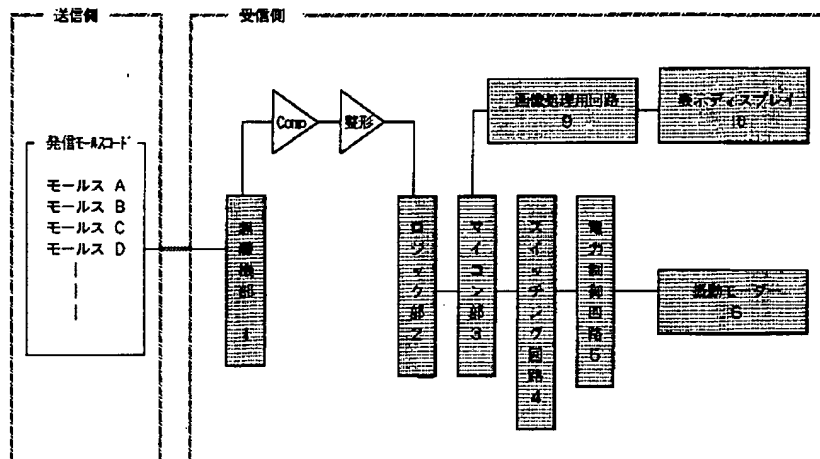 送信側
受信側
発信モールスコード
モールス A
モールス B
モールス C
モールス D
Comp
整形
無線機部 1
ロジック部 2
マイコン部 3
スイッチング回路 4
電力制御回路 5
振動モーター
6
画像処理用回路
9
表示ディスプレイ
10